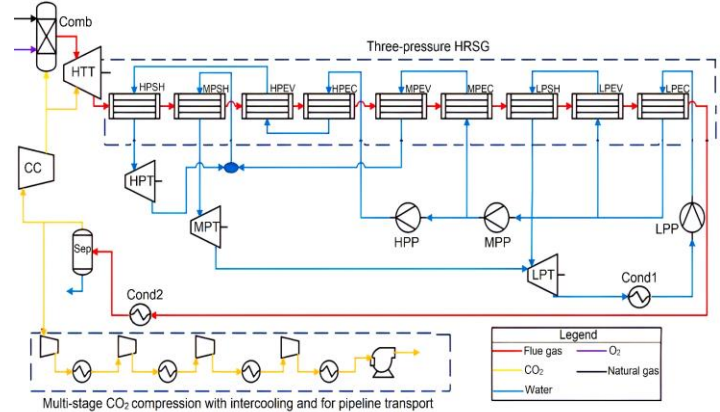 Comb
Three-pressure HRSG
HTT
HPSH
MPSH
HPEV
HPEC
MPEV
MPEC
LPSH
LPEV
LPEC
CC
HPT
MPT
HPP
MPP
LPP
Sep
LPT
Cond1
Cond2
Legend
Flue gas
O₂
CO₂
Natural gas
Water
Multi-stage CO₂ compression with intercooling and for pipeline transport